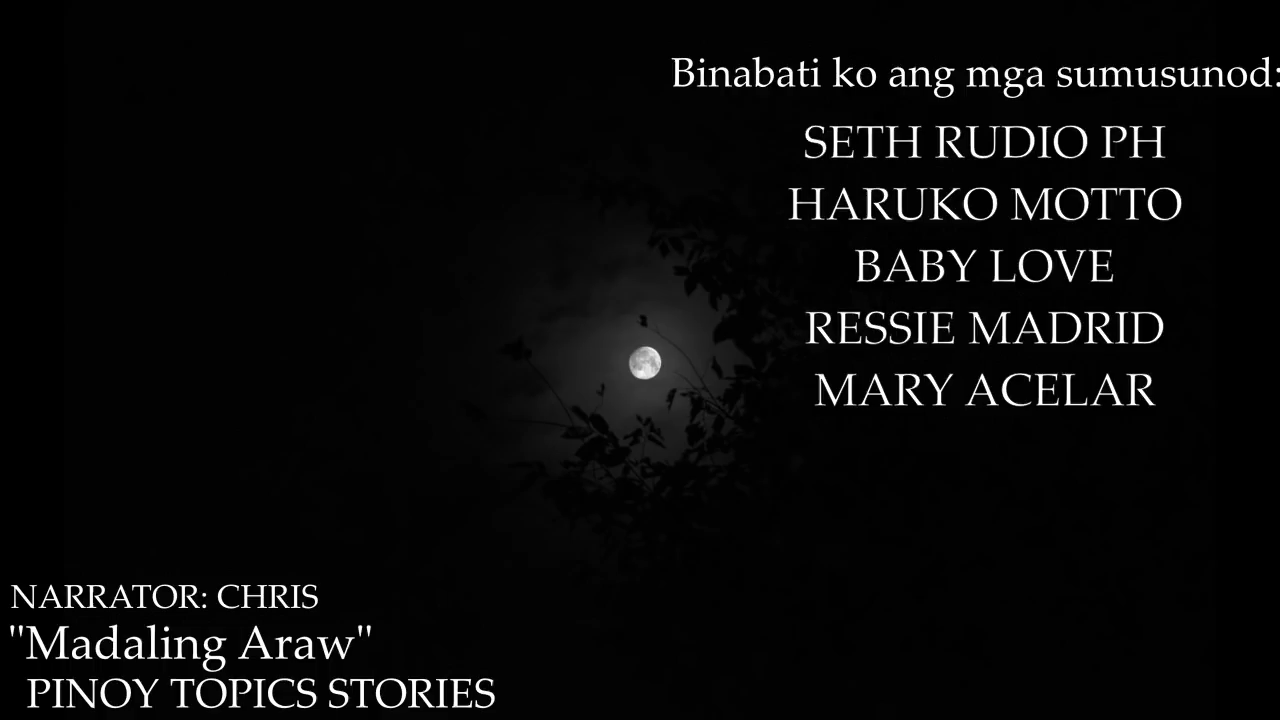 Binabati ko ang mga sumusunod:
SETH RUDIO PH
HARUKO MOTTO
BABY LOVE
RESSIE MADRID
MARY ACELAR
NARRATOR: CHRIS
"Madaling Araw"
PINOY TOPICS STORIES